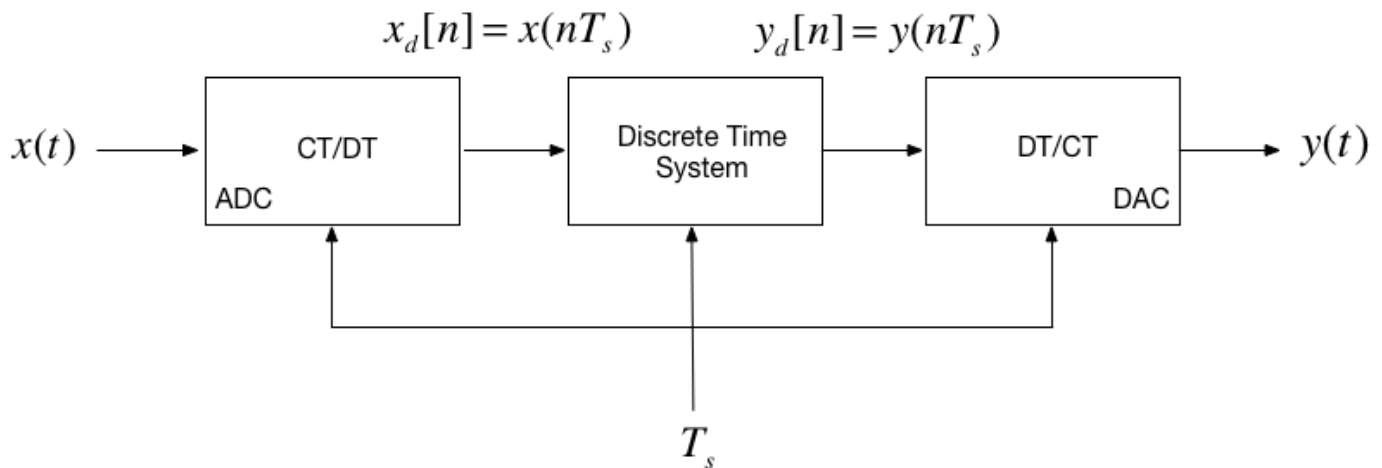 x_d[n] = x(nT_s)
y_d[n] = y(nT_s)
x(t)
CT/DT
ADC
Discrete Time
System
DT/CT
DAC
y(t)
T_s